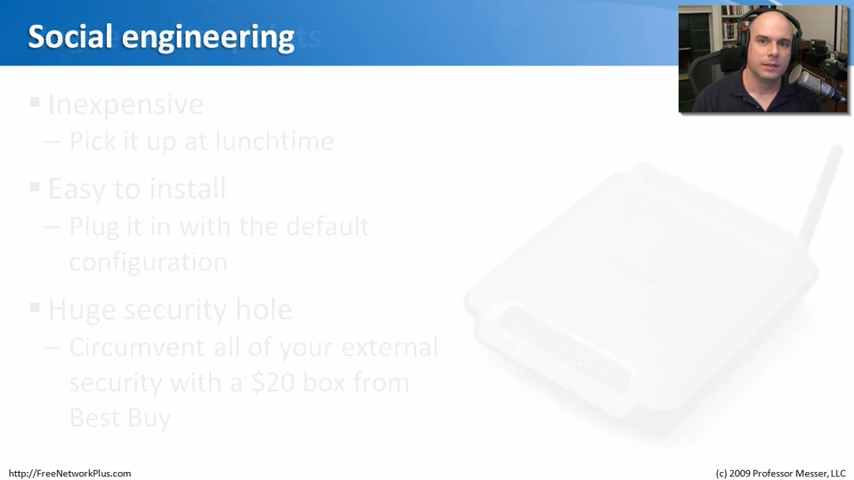 Social engineering
▪ Inexpensive
– Pick it up at lunchtime
▪ Easy to install
– Plug it in with the default
configuration
▪ Huge security hole
– Circumvent all of your external
security with a $20 box from
Best Buy
http://FreeNetworkPlus.com
(c) 2009 Professor Messer, LLC